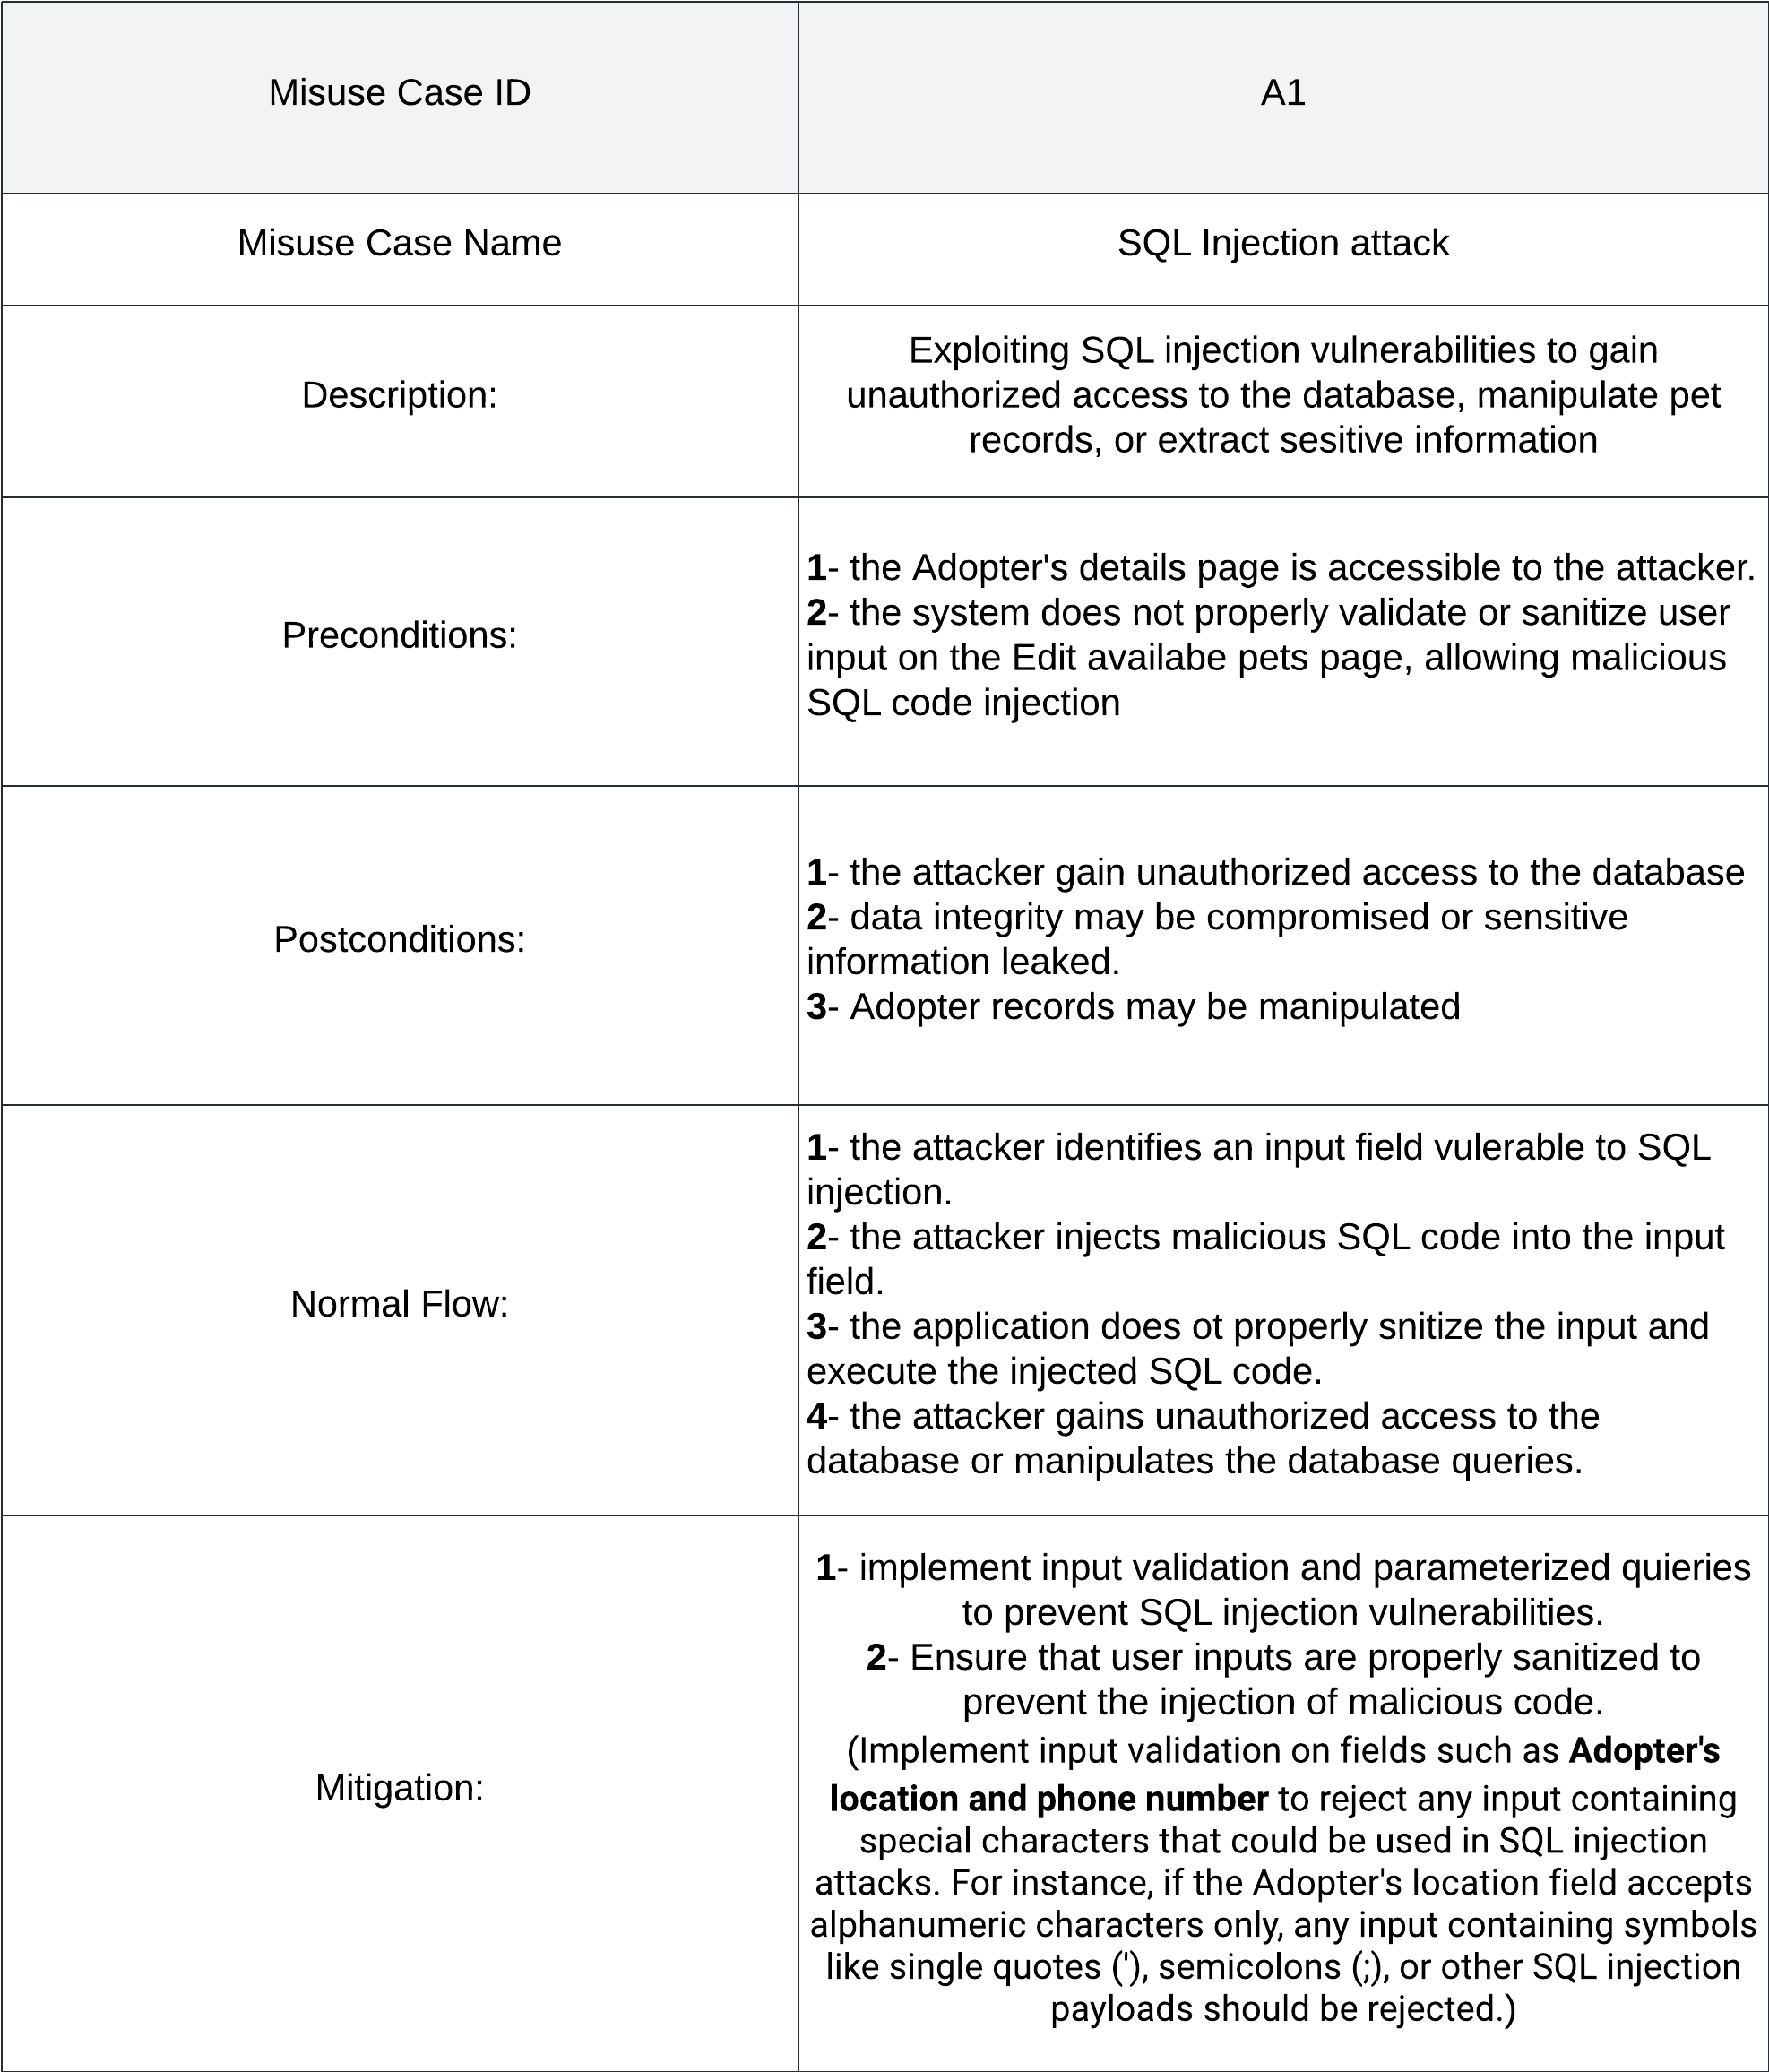 Misuse Case ID
A1
Misuse Case Name
SQL Injection attack
Description:
Exploiting SQL injection vulnerabilities to gain
unauthorized access to the database, manipulate pet
records, or extract sesitive information
Preconditions:
1- the Adopter's details page is accessible to the attacker.
2- the system does not properly validate or sanitize user
input on the Edit availabe pets page, allowing malicious
SQL code injection
Postconditions:
1- the attacker gain unauthorized access to the database
2- data integrity may be compromised or sensitive
information leaked.
3- Adopter records may be manipulated
Normal Flow:
1- the attacker identifies an input field vulerable to SQL
injection.
2- the attacker injects malicious SQL code into the input
field.
3- the application does ot properly snitize the input and
execute the injected SQL code.
4- the attacker gains unauthorized access to the
database or manipulates the database queries.
Mitigation:
1- implement input validation and parameterized quieries
to prevent SQL injection vulnerabilities.
2- Ensure that user inputs are properly sanitized to
prevent the injection of malicious code.
(Implement input validation on fields such as Adopter's
location and phone number to reject any input containing
special characters that could be used in SQL injection
attacks. For instance, if the Adopter's location field accepts
alphanumeric characters only, any input containing symbols
like single quotes ('), semicolons (;), or other SQL injection
payloads should be rejected.)